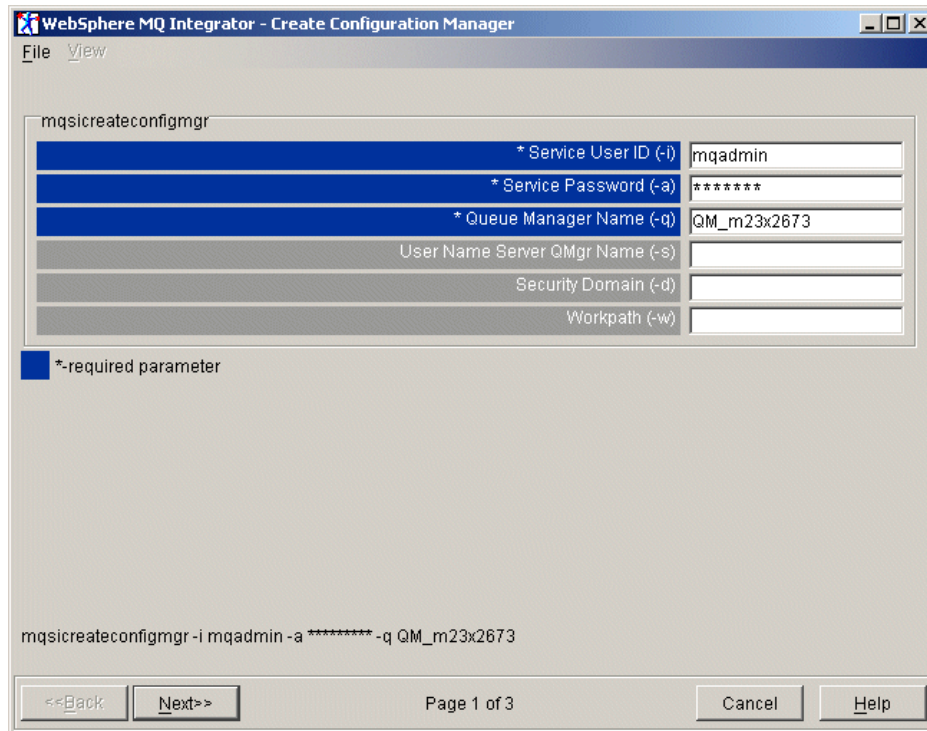 WebSphere MQ Integrator - Create Configuration Manager
File View
mqsicreateconfigmgr
* Service User ID (-i) mqadmin
* Service Password (-a) *******
* Queue Manager Name (-q) QM_m23x2673
User Name Server QMgr Name (-s)
Security Domain (-d)
Workpath (-w)
*-required parameter
mqsicreateconfigmgr -i mqadmin -a ********* -q QM_m23x2673
<<Back Next>> Page 1 of 3 Cancel Help